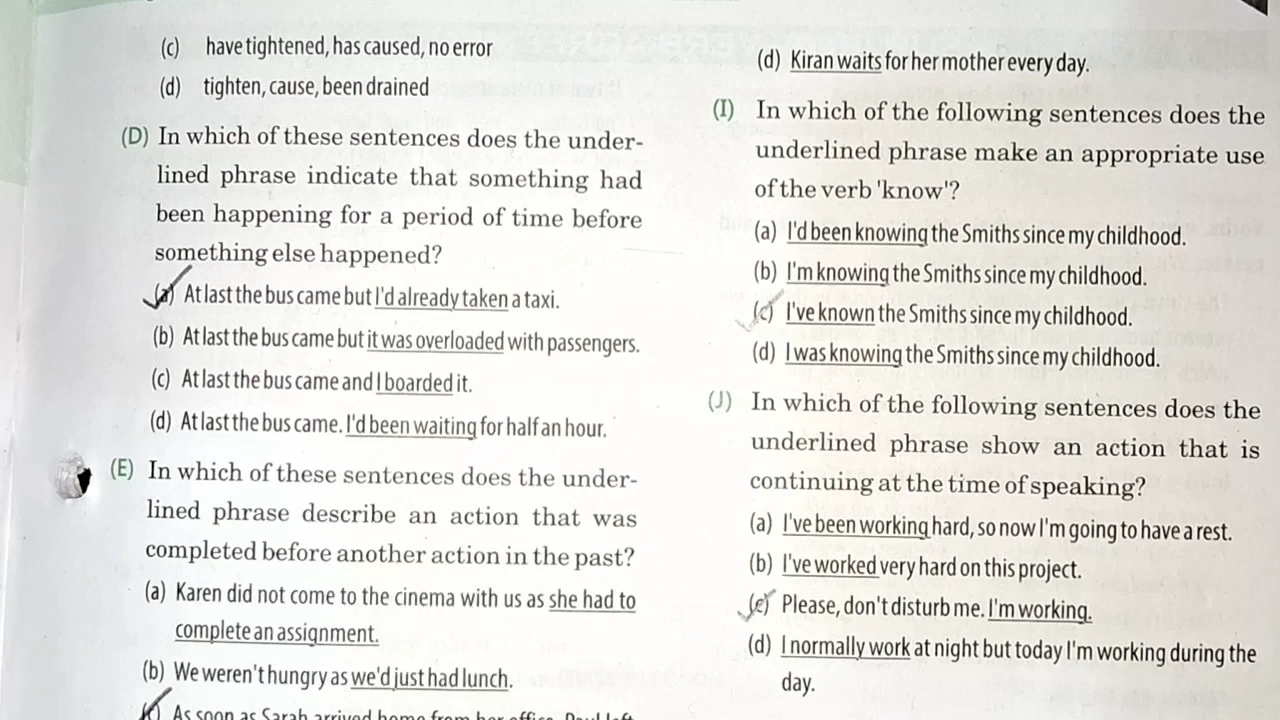 (c) have tightened, has caused, no error
(d) tighten, cause, been drained
(D) In which of these sentences does the under-
lined phrase indicate that something had
been happening for a period of time before
something else happened?
(a) At last the bus came but I'd already taken a taxi.
(b) At last the bus came but it was overloaded with passengers.
(c) At last the bus came and I boarded it.
(d) At last the bus came. I'd been waiting for half an hour.
(E) In which of these sentences does the under-
lined phrase describe an action that was
completed before another action in the past?
(a) Karen did not come to the cinema with us as she had to
complete an assignment.
(b) We weren't hungry as we'd just had lunch.
As soon as Sarah arrived home from her office, Paul left
(d) Kiran waits for her mother every day.
(I) In which of the following sentences does the
underlined phrase make an appropriate use
of the verb 'know'?
(a) I'd been knowing the Smiths since my childhood.
(b) I'm knowing the Smiths since my childhood.
(c) I've known the Smiths since my childhood.
(d) I was knowing the Smiths since my childhood.
(J) In which of the following sentences does the
underlined phrase show an action that is
continuing at the time of speaking?
(a) I've been working hard, so now I'm going to have a rest.
(b) I've worked very hard on this project.
(c) Please, don't disturb me. I'm working.
(d) I normally work at night but today I'm working during the
day.